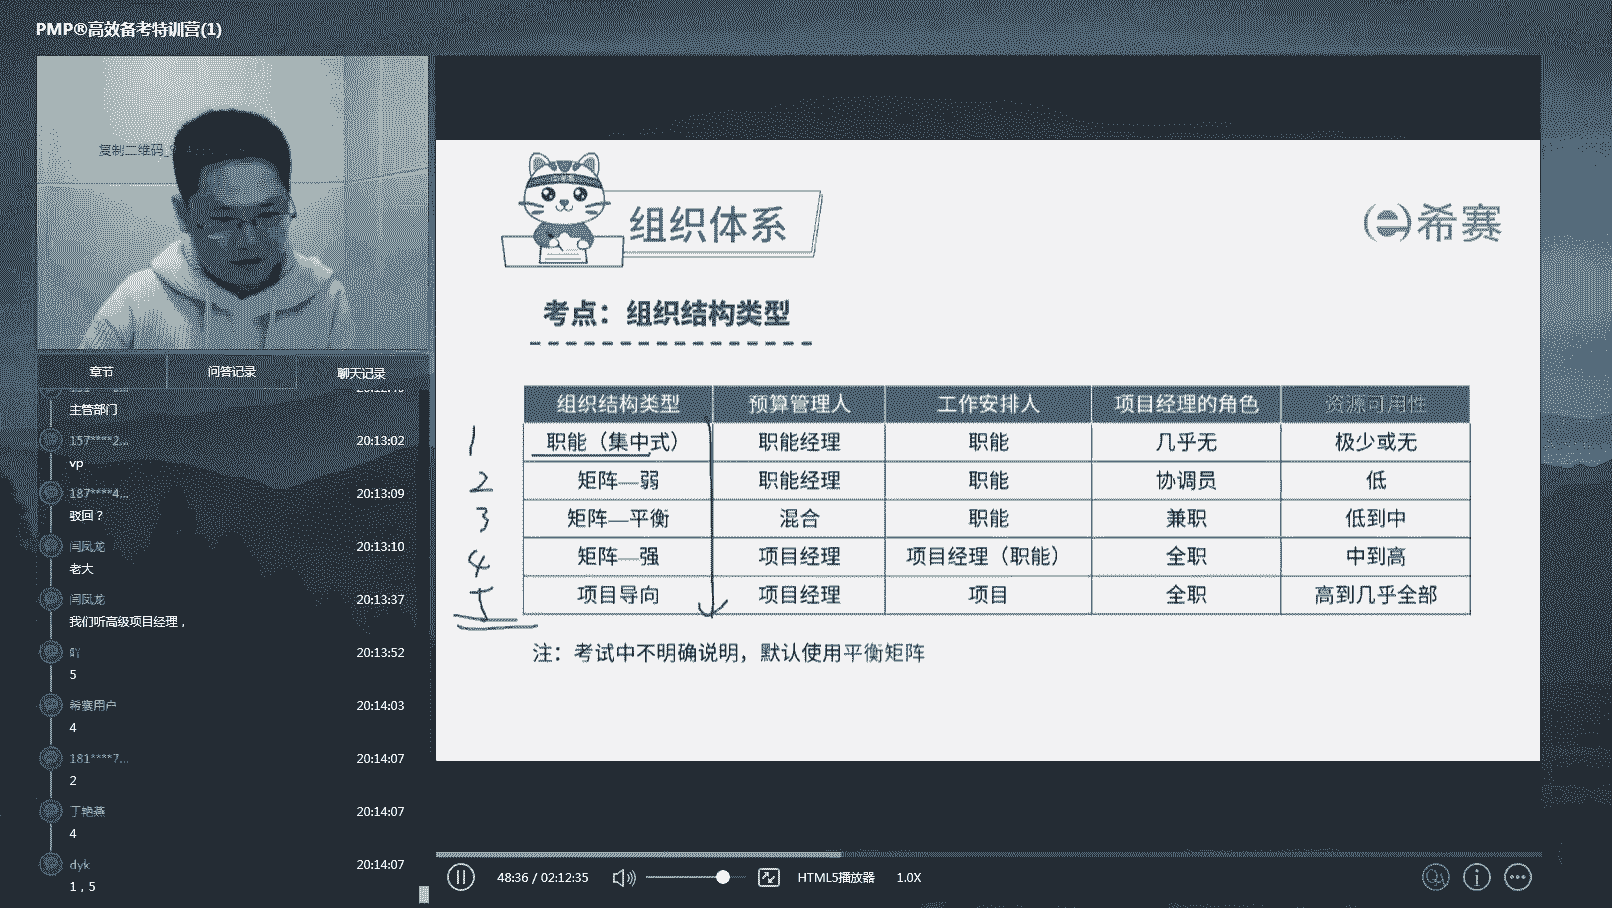 PMP®高效备考特训营(1)
复制二维码
章节 问答记录 聊天记录
主管部门
157****2... 20:13:02
vp
187****4... 20:13:09
驳回？
闫凤龙 20:13:10
老大
闫凤龙 20:13:37
我们听高级项目经理，
20:13:52
5
希赛用户 20:14:03
4
181****7... 20:14:07
2
丁艳燕 20:14:07
4
dyk 20:14:07
1，5
组织体系
希赛
考点：组织结构类型
组织结构类型 预算管理人 工作安排人 项目经理的角色 资源可用性
1 职能（集中式） 职能经理 职能 几乎无 极少或无
2 矩阵—弱 职能经理 职能 协调员 低
3 矩阵—平衡 混合 职能 兼职 低到中
4 矩阵—强 项目经理 项目经理（职能） 全职 中到高
5 项目导向 项目经理 项目 全职 高到几乎全部
注：考试中不明确说明，默认使用平衡矩阵
48:36 / 02:12:35 HTML5播放器 1.0X